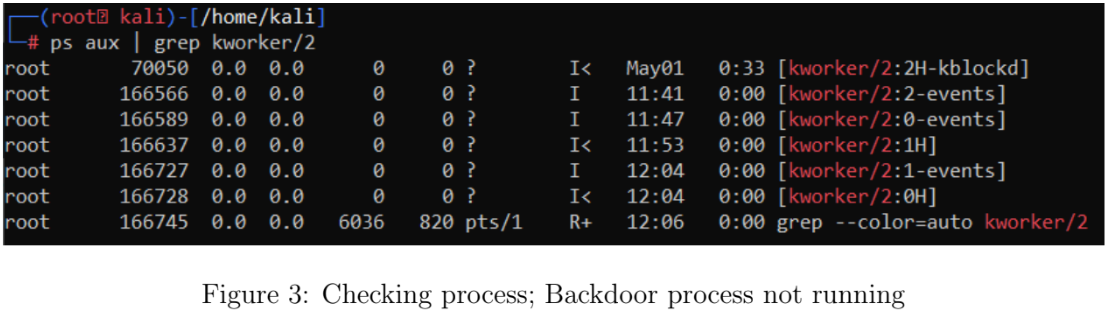 ┌──(root㉿ kali)-[/home/kali]
└─# ps aux | grep kworker/2
root 70050 0.0 0.0 0 0 ? I< May01 0:33 [kworker/2:2H-kblockd]
root 166566 0.0 0.0 0 0 ? I 11:41 0:00 [kworker/2:2-events]
root 166589 0.0 0.0 0 0 ? I 11:47 0:00 [kworker/2:0-events]
root 166637 0.0 0.0 0 0 ? I< 11:53 0:00 [kworker/2:1H]
root 166727 0.0 0.0 0 0 ? I 12:04 0:00 [kworker/2:1-events]
root 166728 0.0 0.0 0 0 ? I< 12:04 0:00 [kworker/2:0H]
root 166745 0.0 0.0 6036 820 pts/1 R+ 12:06 0:00 grep --color=auto kworker/2
Figure 3: Checking process; Backdoor process not running